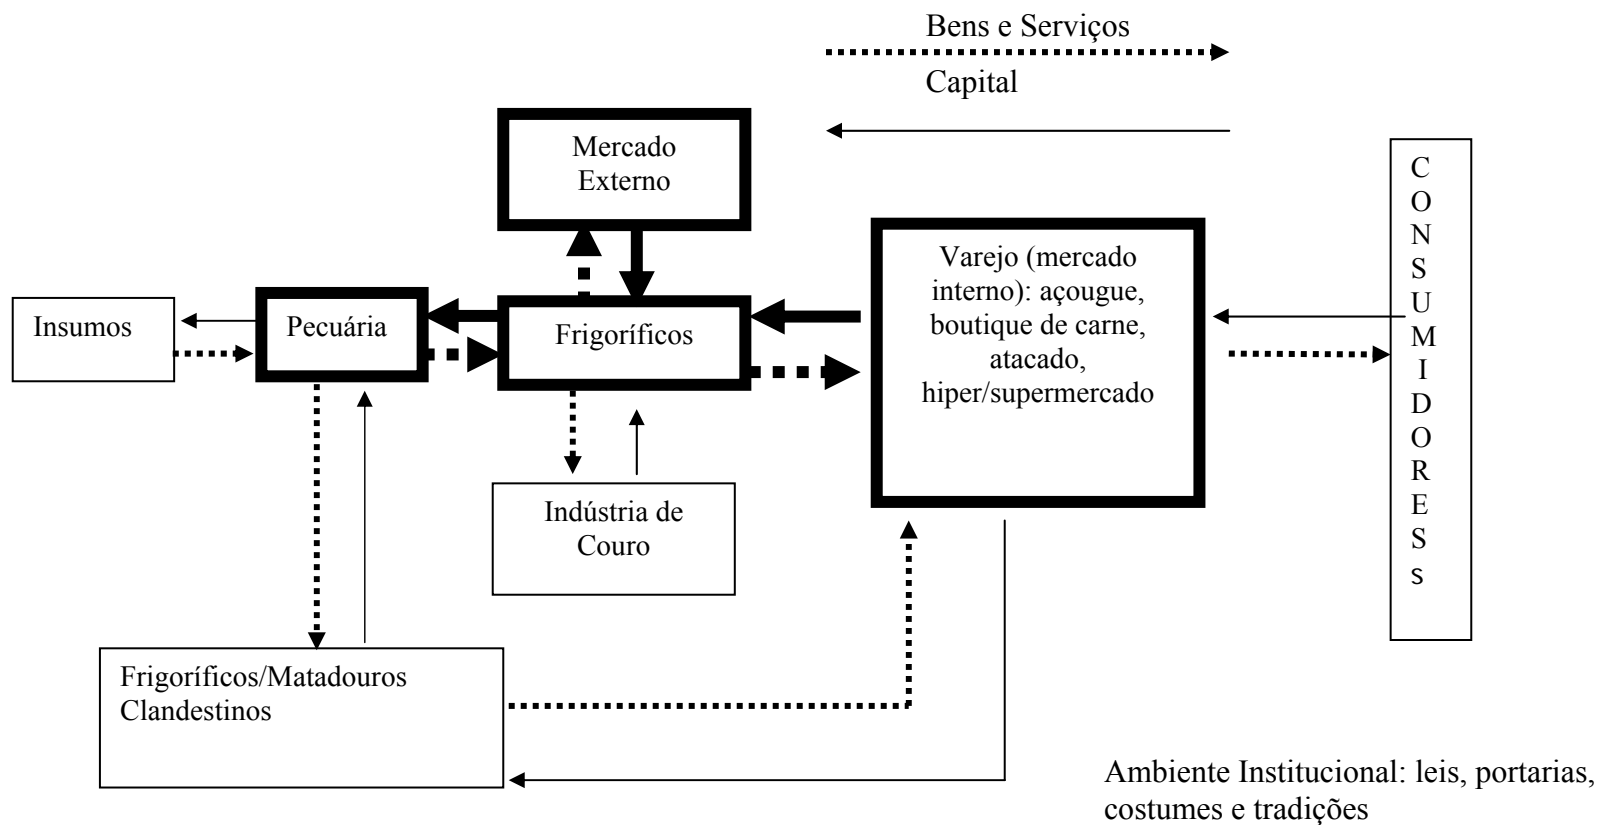 Bens e Serviços
Capital
Mercado
Externo
Varejo (mercado
interno): açougue,
boutique de carne,
atacado,
hiper/supermercado
Insumos
Pecuária
Frigoríficos
C
O
N
S
U
M
I
D
O
R
E
S
s
Indústria de
Couro
Frigoríficos/Matadouros
Clandestinos
Ambiente Institucional: leis, portarias,
costumes e tradições